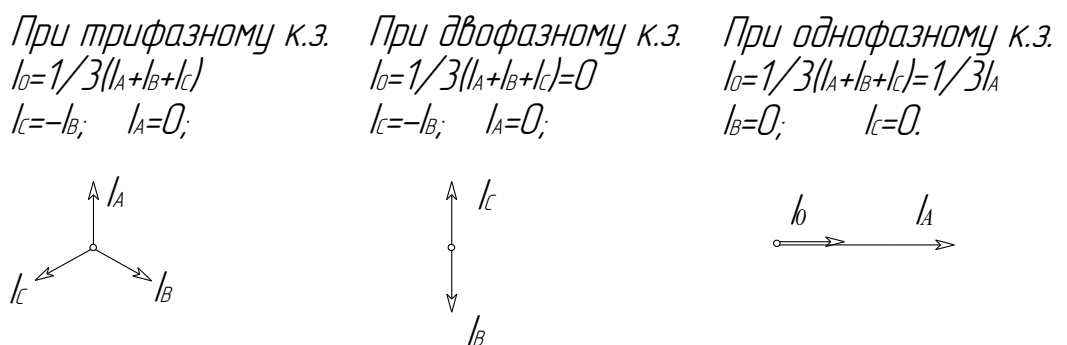 При трифазному к.з.
I0=1/3(IA+IB+IC)
IC=-IB; IA=0;
IA
IC
IB
При двофазному к.з.
I0=1/3(IA+IB+IC)=0
IC=-IB; IA=0;
IC
IB
При однофазному к.з.
I0=1/3(IA+IB+IC)=1/3IA
IB=0; IC=0.
I0 IA